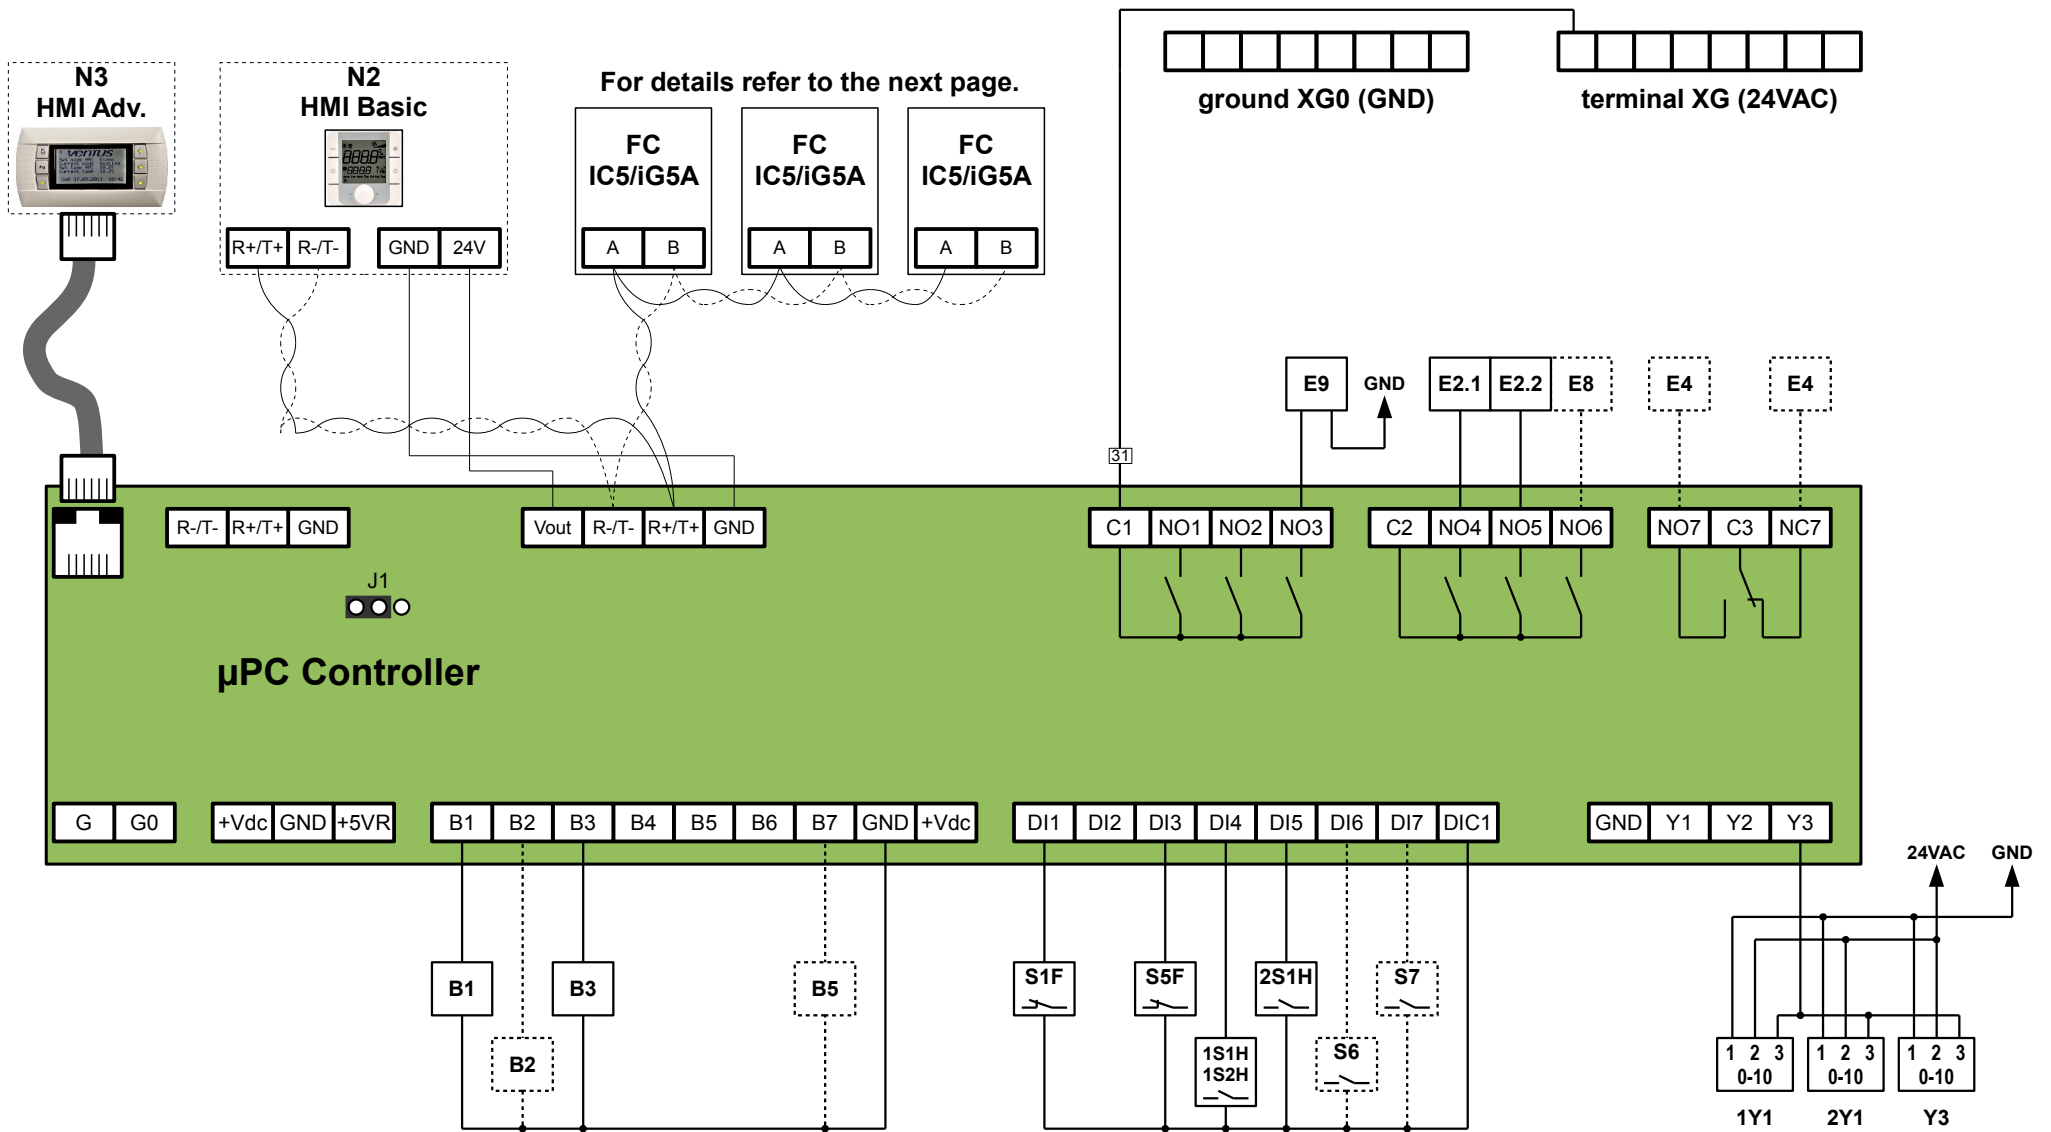 N3
HMI Adv.
ventus
N2
HMI Basic
R+/T+ R-/T- GND 24V
For details refer to the next page.
FC
IC5/iG5A
A B
FC
IC5/iG5A
A B
FC
IC5/iG5A
A B
ground XG0 (GND)
terminal XG (24VAC)
E9 GND E2.1 E2.2 E8 E4 E4
31
R-/T- R+/T+ GND
Vout R-/T- R+/T+ GND
C1 NO1 NO2 NO3
C2 NO4 NO5 NO6
NO7 C3 NC7
J1
µPC Controller
G G0
+Vdc GND +5VR
B1 B2 B3 B4 B5 B6 B7 GND +Vdc
DI1 DI2 DI3 DI4 DI5 DI6 DI7 DIC1
GND Y1 Y2 Y3
24VAC GND
B1 B3 B5
B2
S1F S5F 2S1H S7
1S1H
1S2H
S6
1 2 3
0-10
1Y1
1 2 3
0-10
2Y1
1 2 3
0-10
Y3